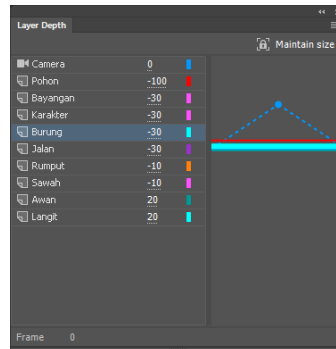 Layer Depth
Maintain size
Camera 0
Pohon -100
Bayangan -30
Karakter -30
Burung -30
Jalan -30
Rumput -10
Sawah -10
Awan 20
Langit 20
Frame 0